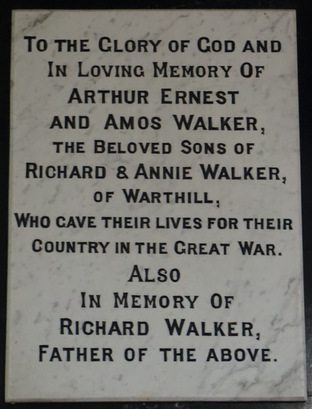 To the Glory of God and
In Loving Memory Of
Arthur Ernest
and Amos Walker,
the Beloved Sons of
Richard & Annie Walker,
of Warthill,
Who gave their lives for their
Country in the Great War.
Also
In Memory Of
Richard Walker,
Father of the above.